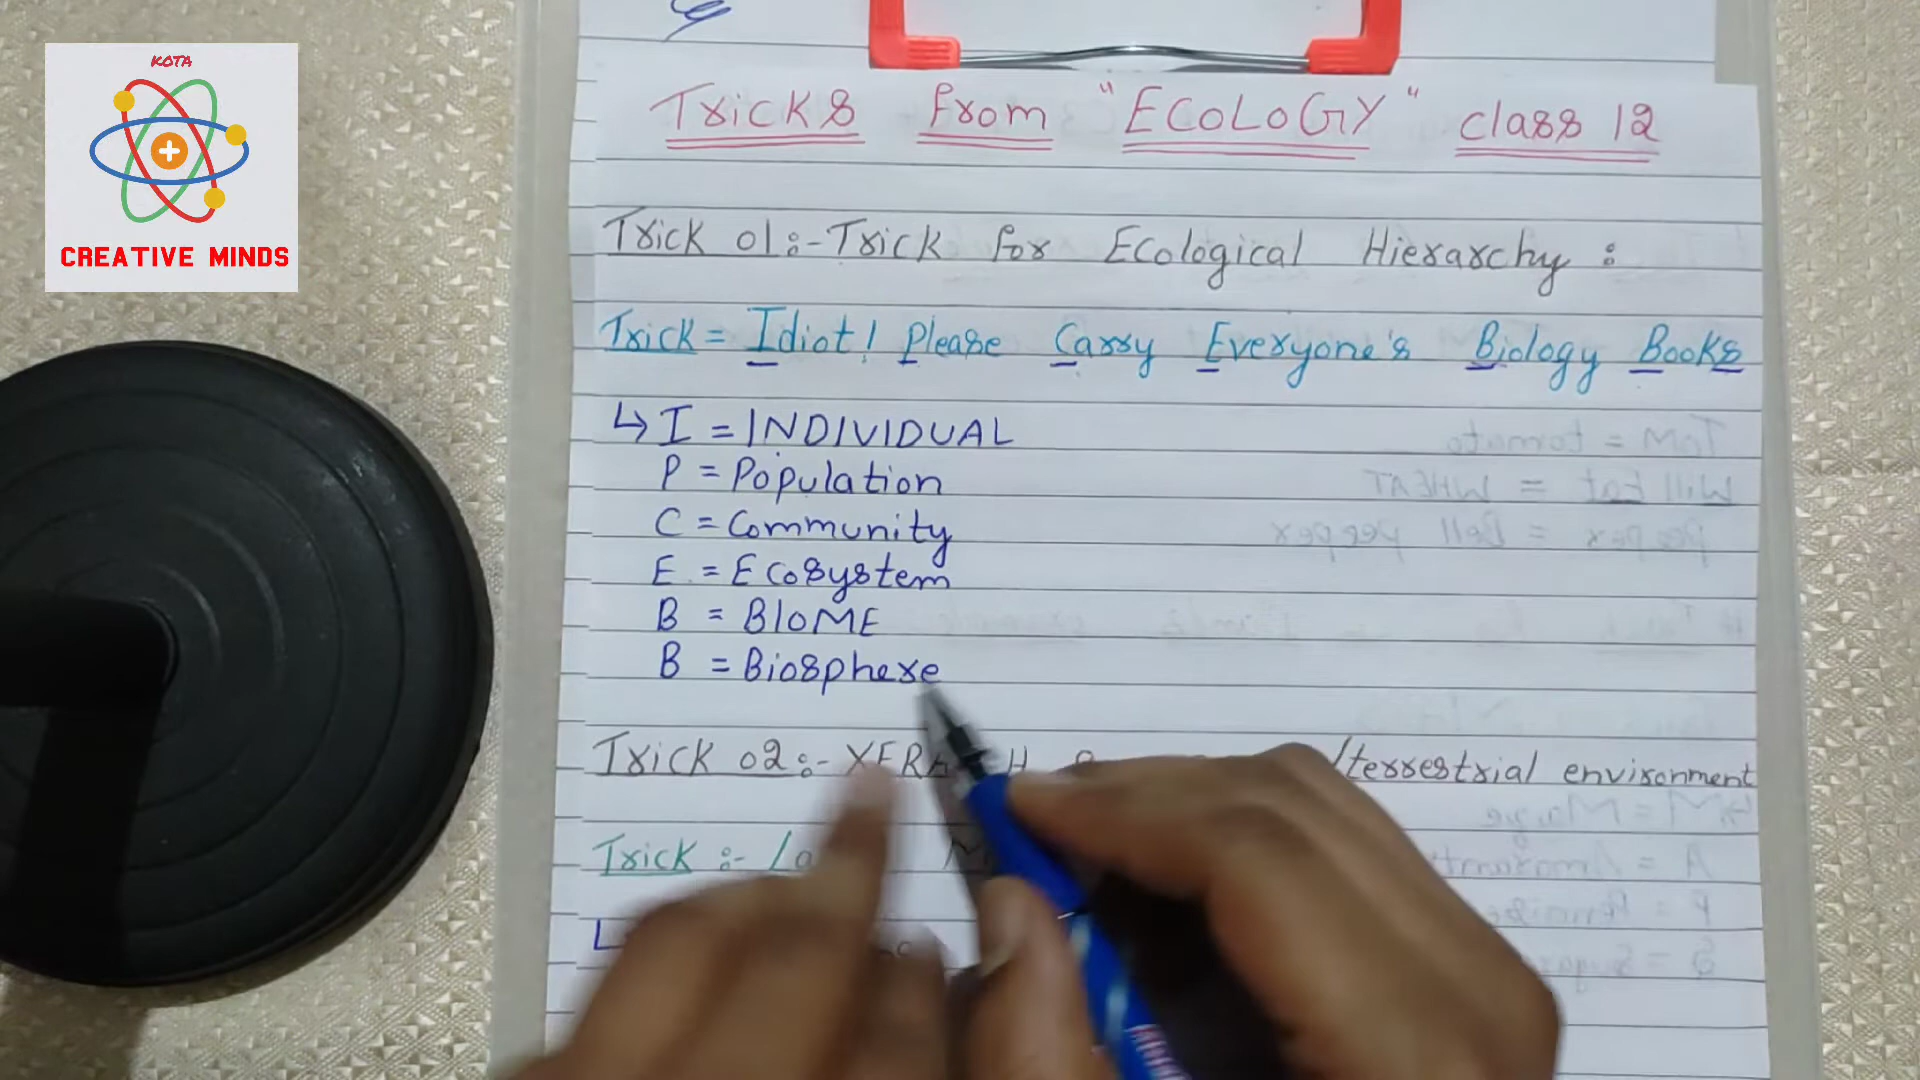 KOTA
CREATIVE MINDS
Tricks from "ECOLOGY" class 12
Trick 01:- Trick for Ecological Hierarchy :
Trick = Idiot! Please Carry Everyone's Biology Books
↳ I = INDIVIDUAL
P = Population
C = Community
E = Ecosystem
B = BIOME
B = Biosphere
Trick 02:- /terrestrial environment
Trick :-